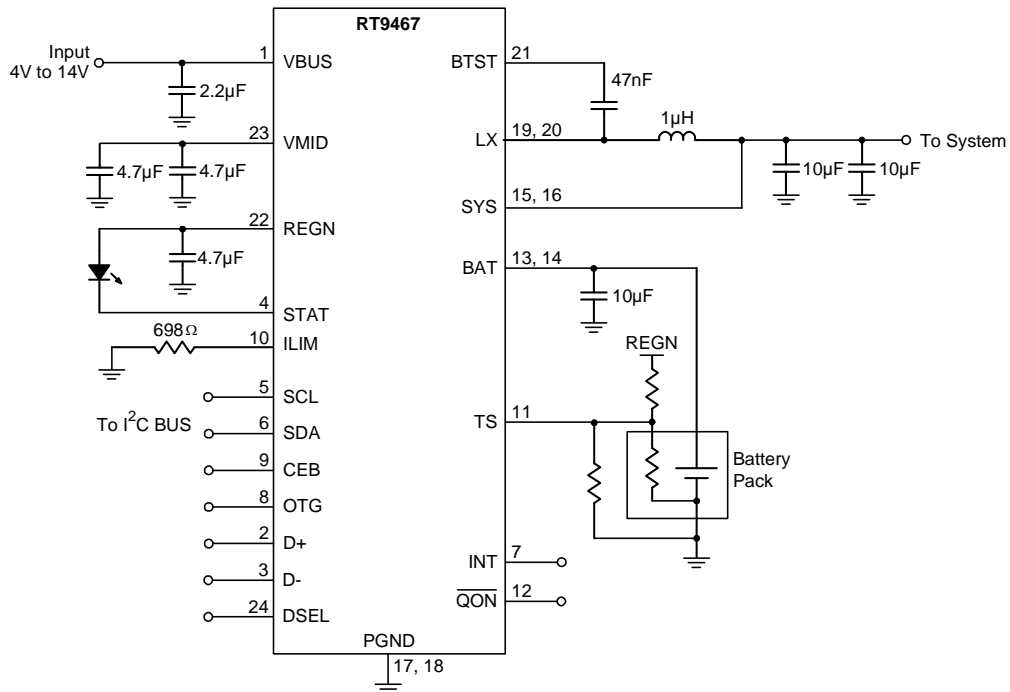 RT9467
Input
4V to 14V
1
VBUS
2.2µF
23
VMID
4.7µF
4.7µF
22
REGN
4.7µF
4
STAT
698Ω
10
ILIM
5
SCL
To I²C BUS
6
SDA
9
CEB
8
OTG
2
D+
3
D-
24
DSEL
PGND
17, 18
BTST
21
47nF
LX
19, 20
1µH
To System
10µF
10µF
SYS
15, 16
BAT
13, 14
10µF
REGN
TS
11
Battery
Pack
INT
7
QON
12